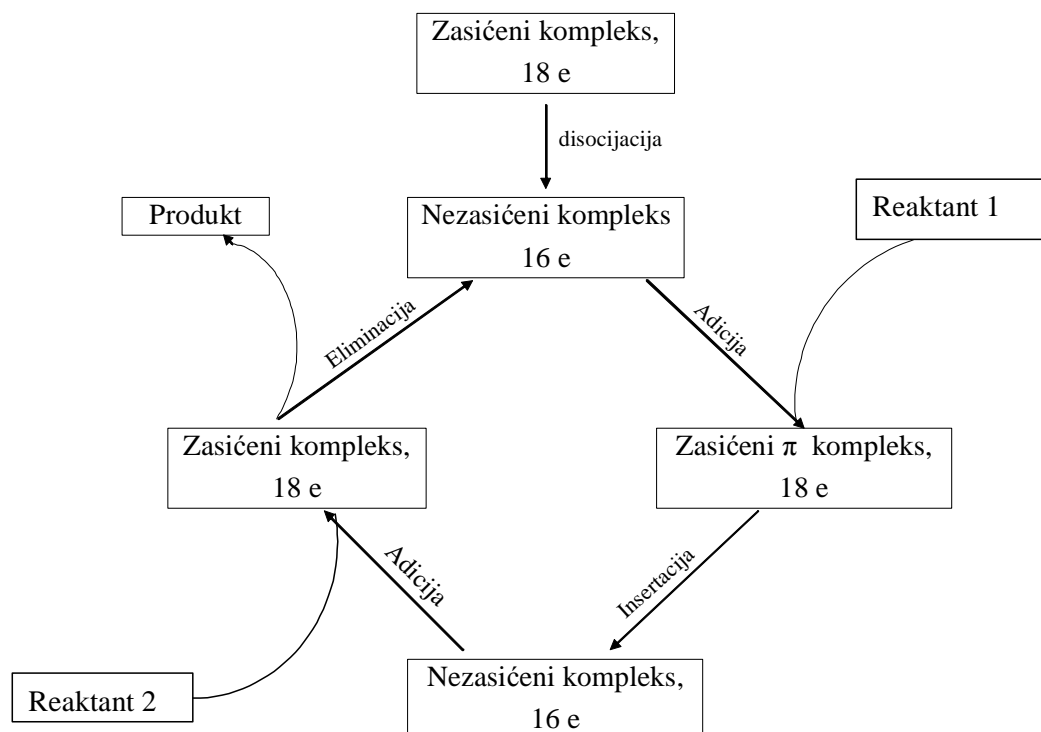 Zasićeni kompleks,
18 e
disocijacija
Produkt
Nezasićeni kompleks
16 e
Reaktant 1
Eliminacija
Adicija
Zasićeni kompleks,
18 e
Zasićeni π kompleks,
18 e
Adicija
Insertacija
Reaktant 2
Nezasićeni kompleks,
16 e